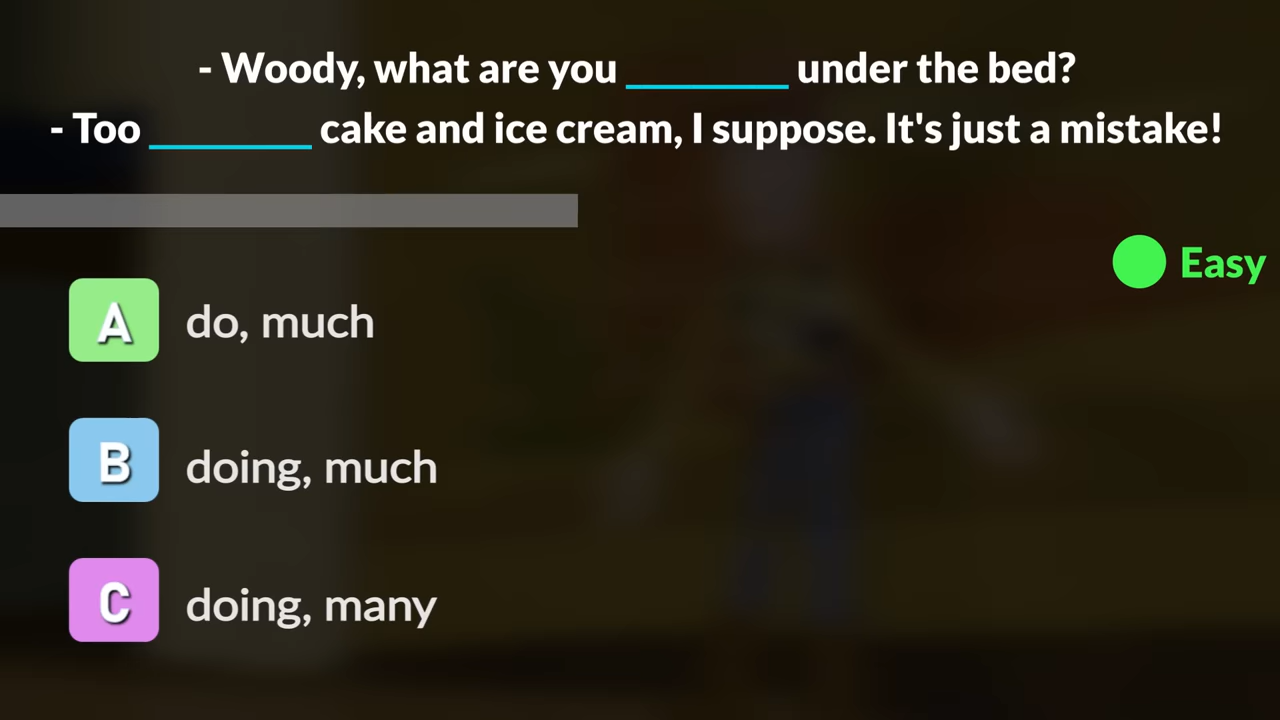 - Woody, what are you ________ under the bed?
- Too ________ cake and ice cream, I suppose. It's just a mistake!
Easy
A do, much
B doing, much
C doing, many